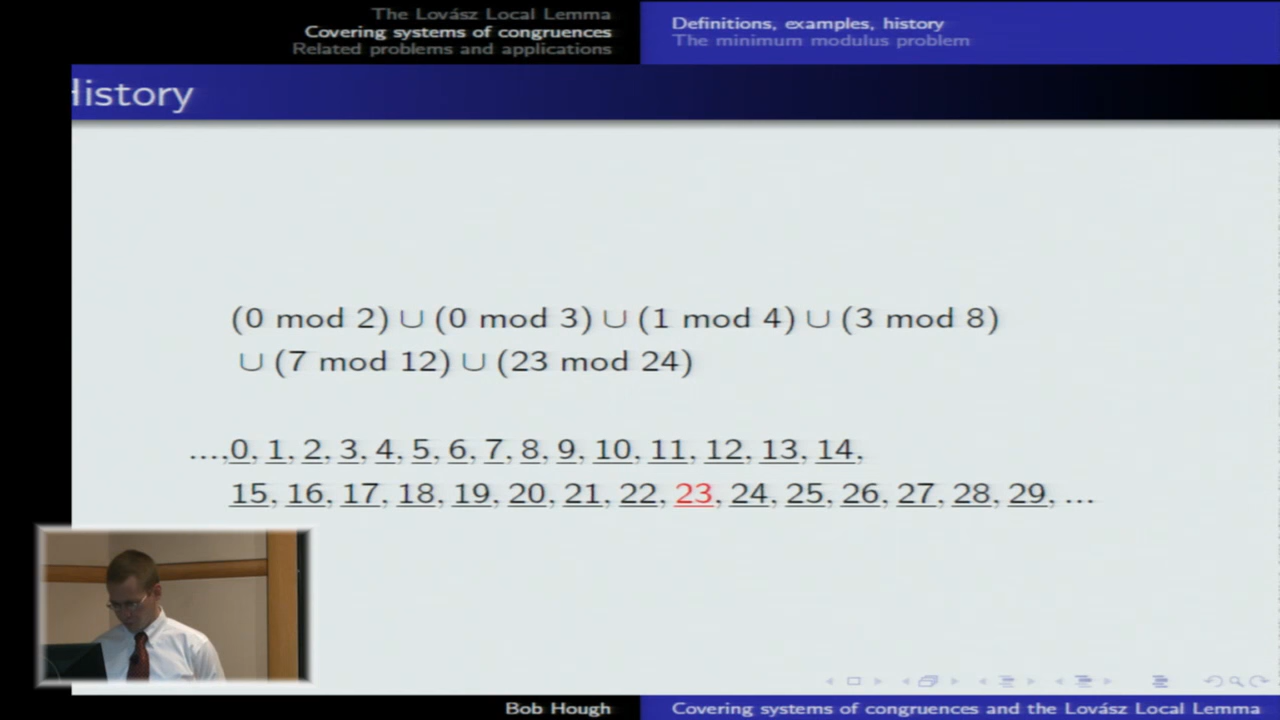 The Lovász Local Lemma
Covering systems of congruences
Related problems and applications
Definitions, examples, history
The minimum modulus problem
History
(0 mod 2) ∪ (0 mod 3) ∪ (1 mod 4) ∪ (3 mod 8)
∪ (7 mod 12) ∪ (23 mod 24)
...,0, 1, 2, 3, 4, 5, 6, 7, 8, 9, 10, 11, 12, 13, 14,
15, 16, 17, 18, 19, 20, 21, 22, 23, 24, 25, 26, 27, 28, 29, ...
Bob Hough
Covering systems of congruences and the Lovász Local Lemma